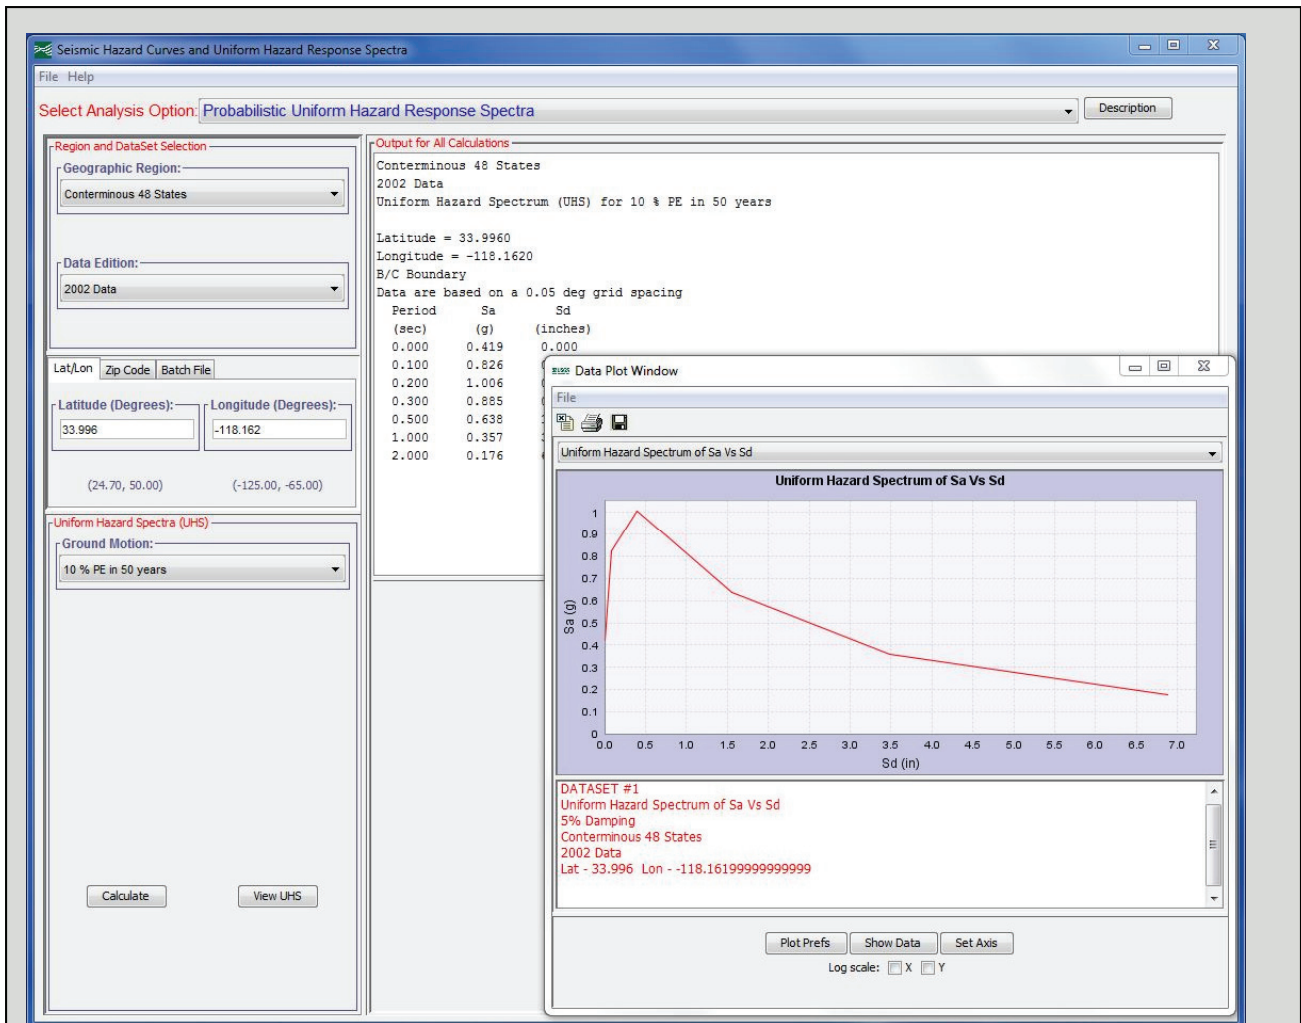 Seismic Hazard Curves and Uniform Hazard Response Spectra
File Help
Select Analysis Option: Probabilistic Uniform Hazard Response Spectra
Description
Region and DataSet Selection
Geographic Region:
Conterminous 48 States
Data Edition:
2002 Data
Lat/Lon Zip Code Batch File
Latitude (Degrees): Longitude (Degrees):
33.996 -118.162
(24.70, 50.00) (-125.00, -65.00)
Uniform Hazard Spectra (UHS)
Ground Motion:
10 % PE in 50 years
Calculate View UHS
Output for All Calculations
Conterminous 48 States
2002 Data
Uniform Hazard Spectrum (UHS) for 10 % PE in 50 years
Latitude = 33.9960
Longitude = -118.1620
B/C Boundary
Data are based on a 0.05 deg grid spacing
Period Sa Sd
(sec) (g) (inches)
0.000 0.419 0.000
0.100 0.826
0.200 1.006
0.300 0.885
0.500 0.638
1.000 0.357
2.000 0.176
Data Plot Window
File
Uniform Hazard Spectrum of Sa Vs Sd
Uniform Hazard Spectrum of Sa Vs Sd
1
0.9
0.8
0.7
0.6
0.5
0.4
0.3
0.2
0.1
0
Sa (g)
0.0 0.5 1.0 1.5 2.0 2.5 3.0 3.5 4.0 4.5 5.0 5.5 6.0 6.5 7.0
Sd (in)
DATASET #1
Uniform Hazard Spectrum of Sa Vs Sd
5% Damping
Conterminous 48 States
2002 Data
Lat - 33.996 Lon - -118.16199999999999
Plot Prefs Show Data Set Axis
Log scale: X Y